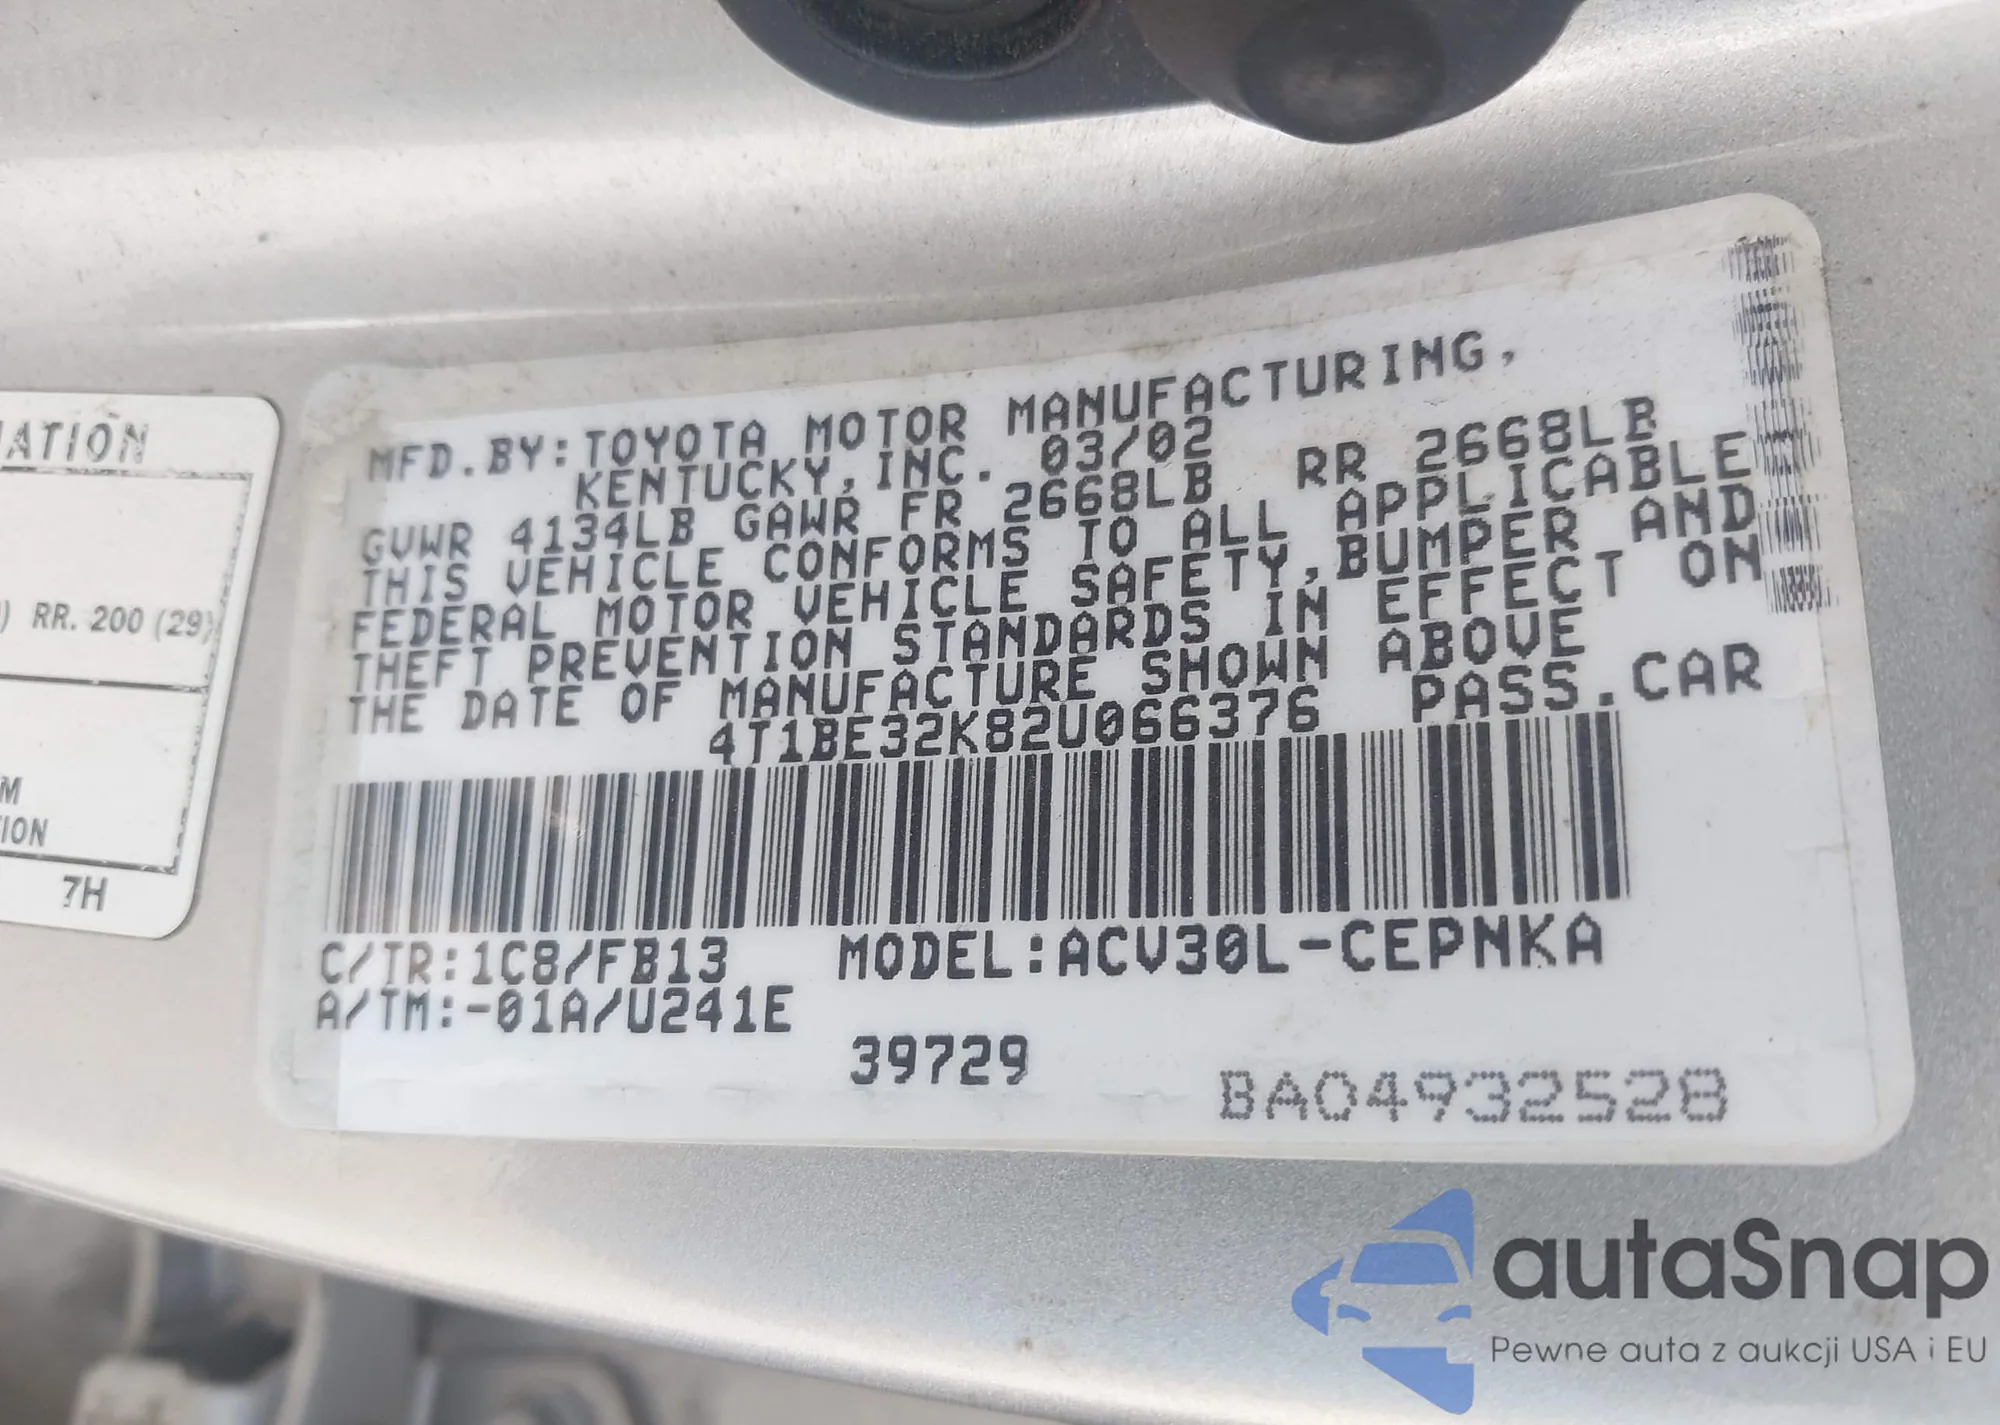 ATION
RR. 200 (29)
M
ION
7H
MFD.BY:TOYOTA MOTOR MANUFACTURING,
KENTUCKY,INC. 03/02
GVWR 4134LB GAWR FR 2668LB RR 2668LB
THIS VEHICLE CONFORMS TO ALL APPLICABLE
FEDERAL MOTOR VEHICLE SAFETY,BUMPER AND
THEFT PREVENTION STANDARDS IN EFFECT ON
THE DATE OF MANUFACTURE SHOWN ABOVE
4T1BE32K82U066376 PASS.CAR
C/TR:1C8/FB13 MODEL:ACV30L-CEPNKA
A/TM:-01A/U241E
39729
BA04932528
autaSnap
Pewne auta z aukcji USA i EU